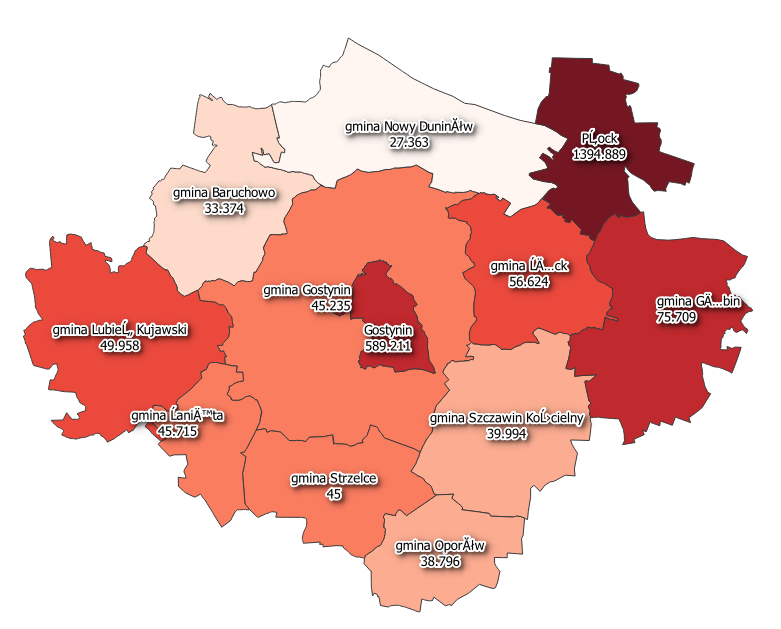 gmina Nowy DuninĂłw
27.363
PĹ‚ock
1394.889
gmina Baruchowo
33.374
gmina ĹÄ…ck
56.624
gmina Gostynin
45.235
gmina GÄ…bin
75.709
Gostynin
589.211
gmina LubieĹ„ Kujawski
49.958
gmina ĹaniÄ™ta
45.715
gmina Szczawin KoĹ›cielny
39.994
gmina Strzelce
45
gmina OporĂłw
38.796